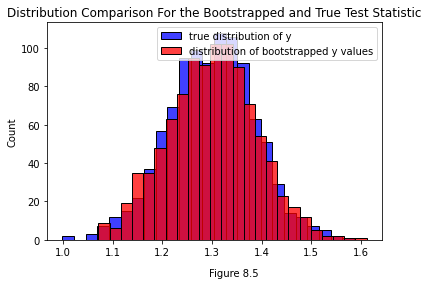 Distribution Comparison For the Bootstrapped and True Test Statistic
true distribution of y
distribution of bootstrapped y values
100
80
60
40
20
0
Count
1.0 1.1 1.2 1.3 1.4 1.5 1.6
Figure 8.5